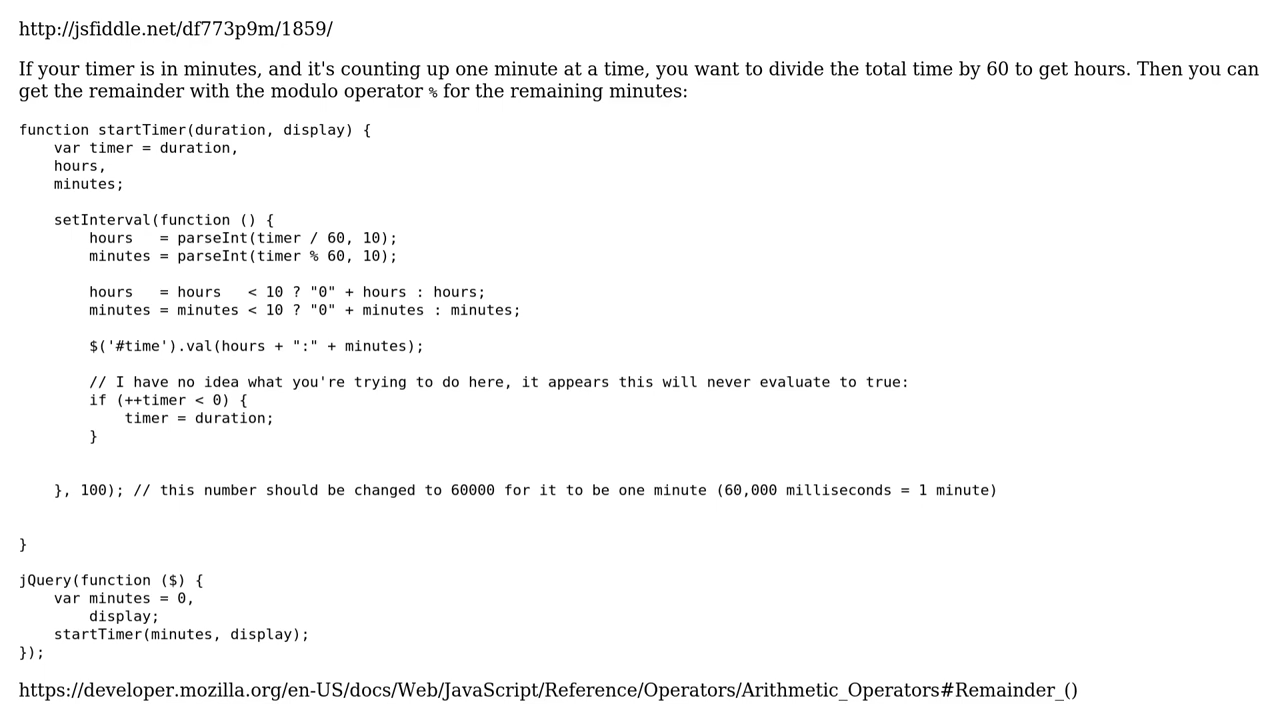 http://jsfiddle.net/df773p9m/1859/
If your timer is in minutes, and it's counting up one minute at a time, you want to divide the total time by 60 to get hours. Then you can
get the remainder with the modulo operator % for the remaining minutes:
function startTimer(duration, display) {
    var timer = duration,
    hours,
    minutes;
    setInterval(function () {
        hours   = parseInt(timer / 60, 10);
        minutes = parseInt(timer % 60, 10);
        hours   = hours   < 10 ? "0" + hours : hours;
        minutes = minutes < 10 ? "0" + minutes : minutes;
        $('#time').val(hours + ":" + minutes);
        // I have no idea what you're trying to do here, it appears this will never evaluate to true:
        if (++timer < 0) {
            timer = duration;
        }
    }, 100); // this number should be changed to 60000 for it to be one minute (60,000 milliseconds = 1 minute)
}
jQuery(function ($) {
    var minutes = 0,
        display;
    startTimer(minutes, display);
});
https://developer.mozilla.org/en-US/docs/Web/JavaScript/Reference/Operators/Arithmetic_Operators#Remainder_()